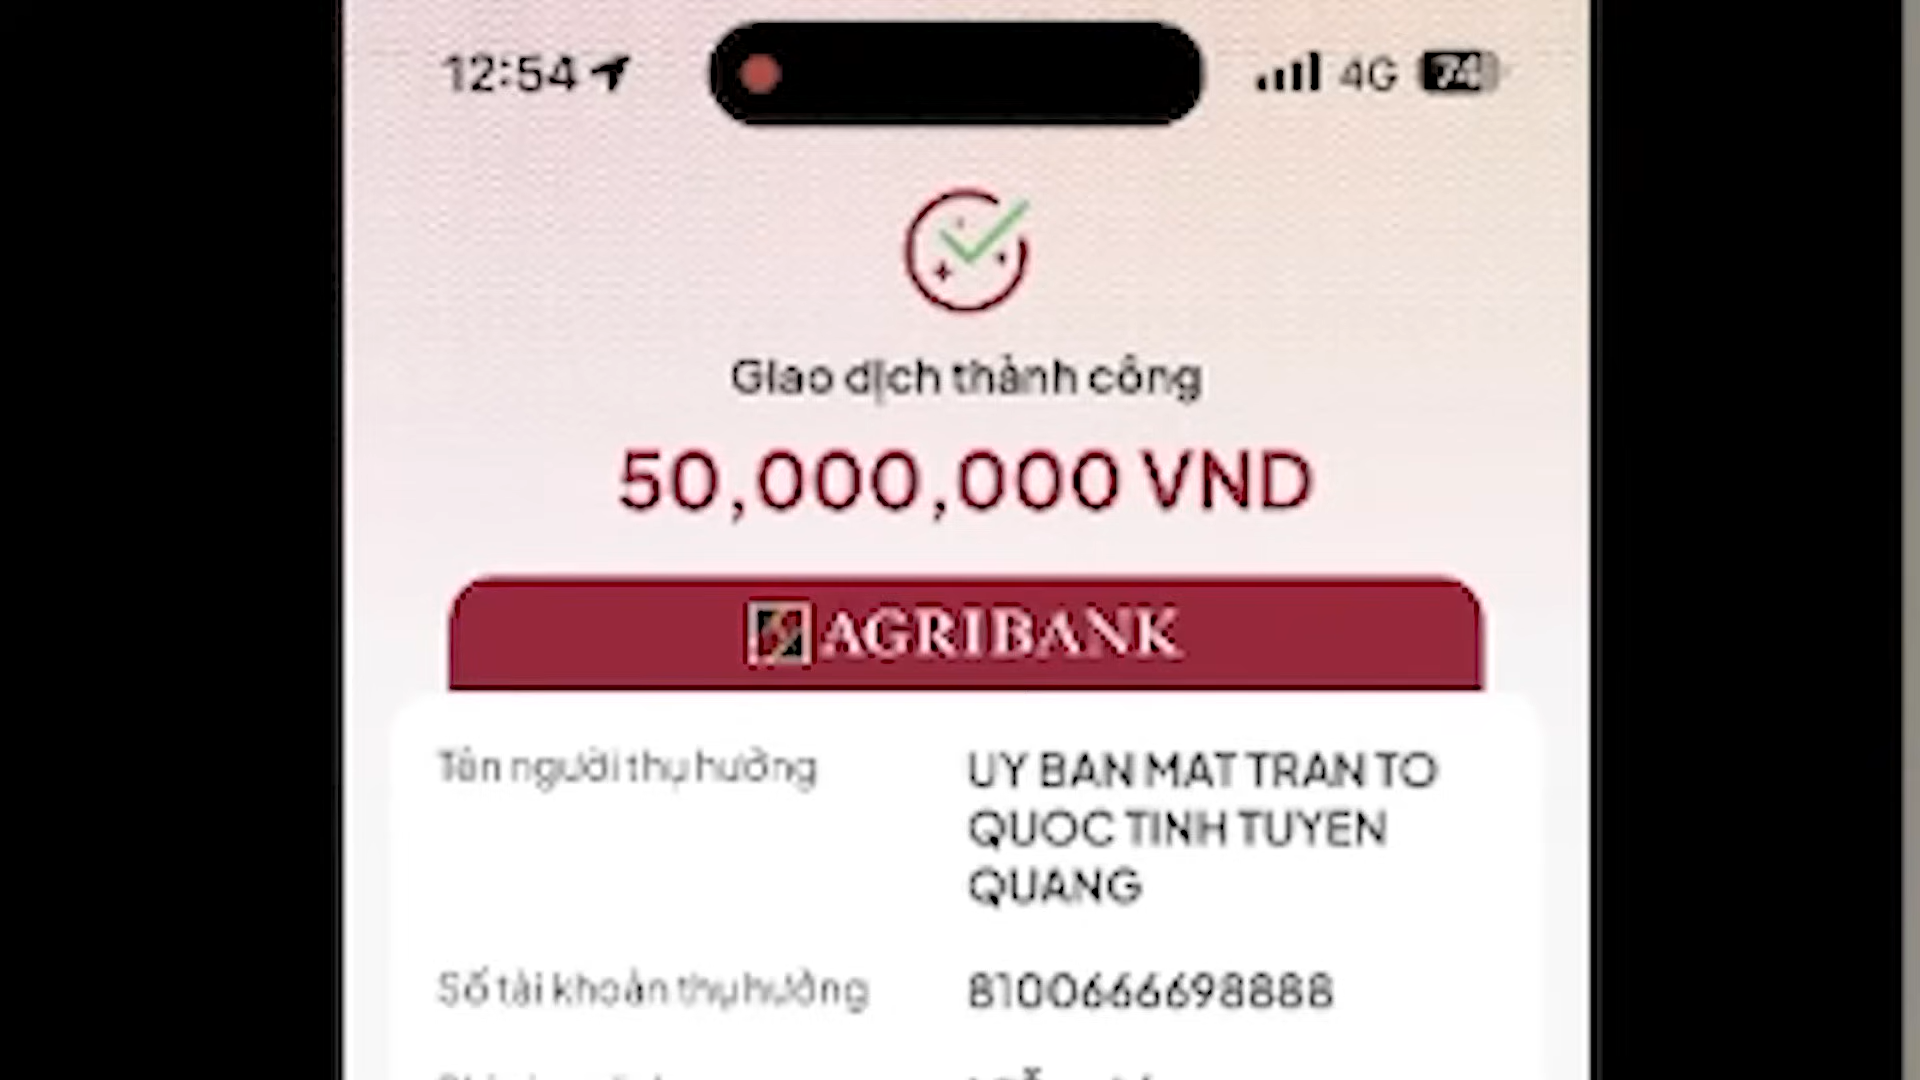 12:54 4G 74
Giao dịch thành công
50,000,000 VND
AGRIBANK
Tên người thụ hưởng UY BAN MAT TRAN TO
QUOC TINH TUYEN
QUANG
Số tài khoản thụ hưởng 8100666698888